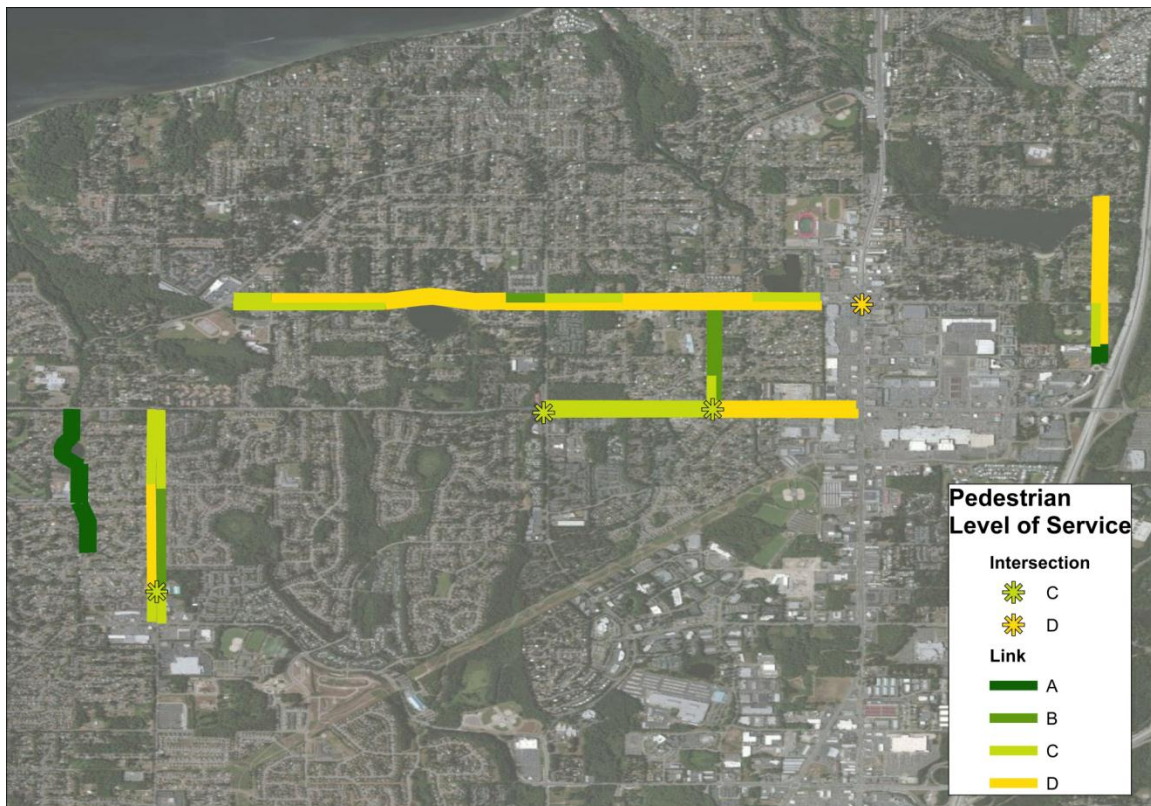 Pedestrian
Level of Service
Intersection
C
D
Link
A
B
C
D